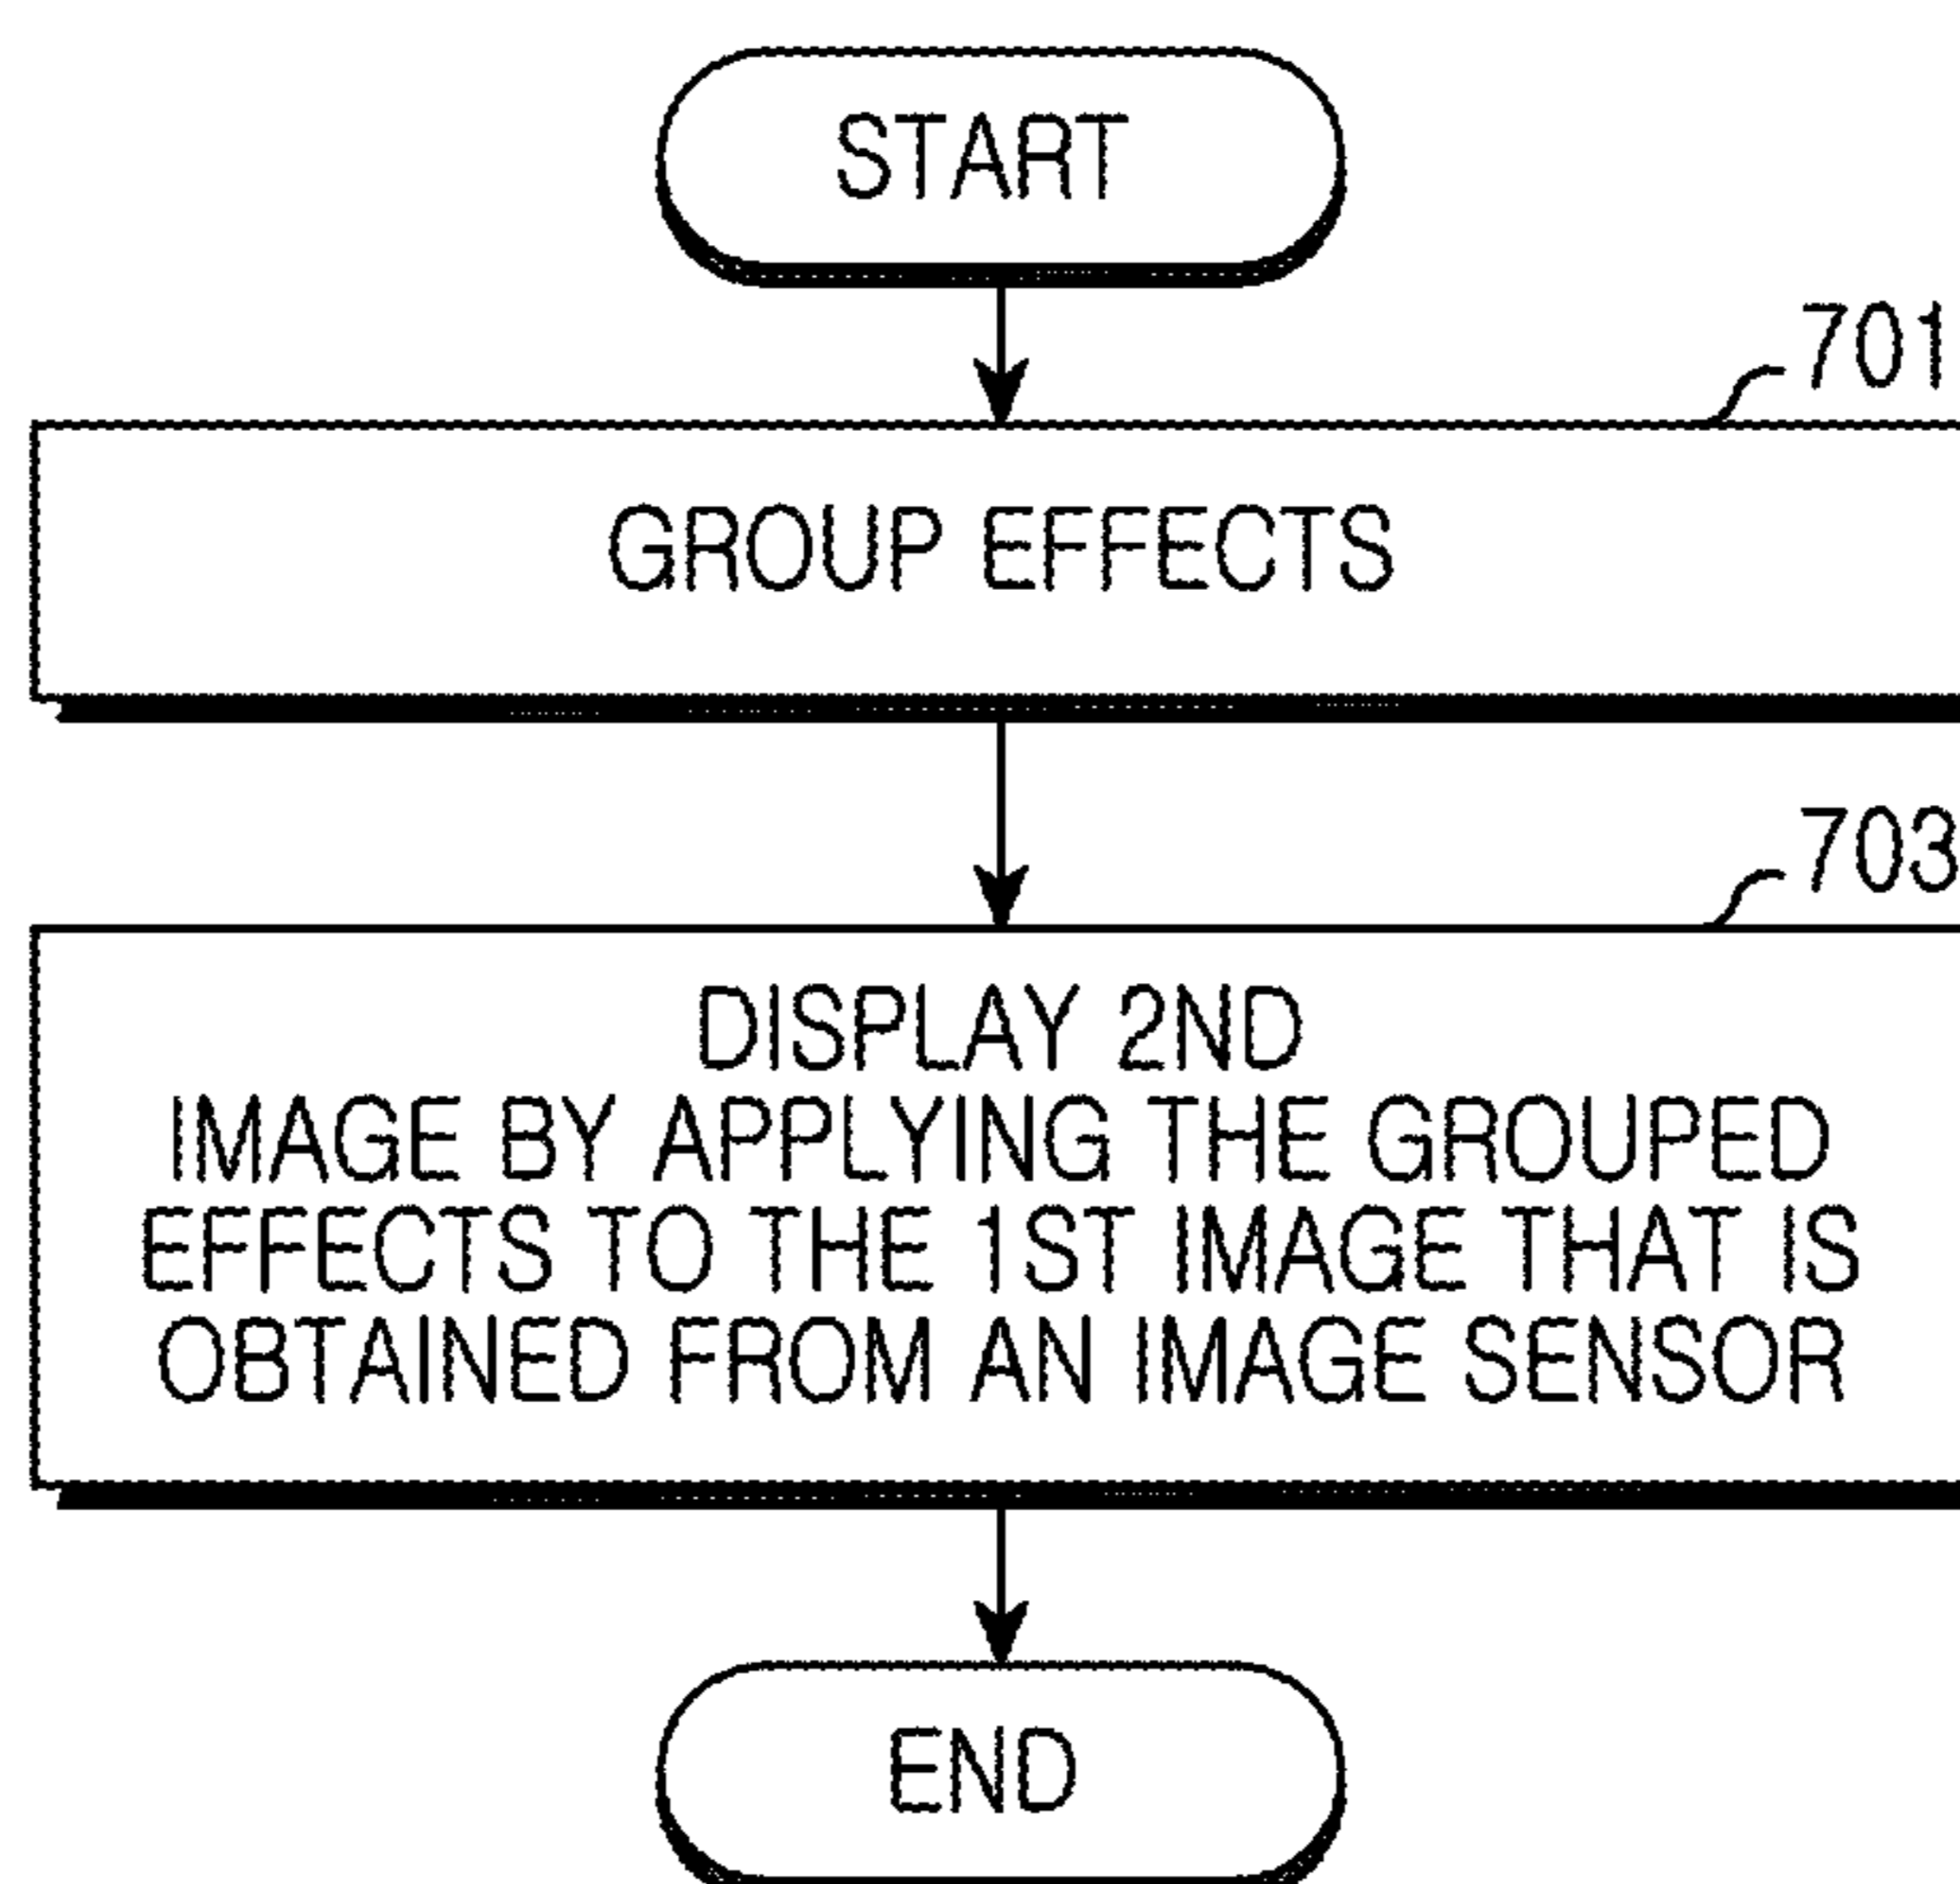 START
701
GROUP EFFECTS
703
DISPLAY 2ND
IMAGE BY APPLYING THE GROUPED
EFFECTS TO THE 1ST IMAGE THAT IS
OBTAINED FROM AN IMAGE SENSOR
END